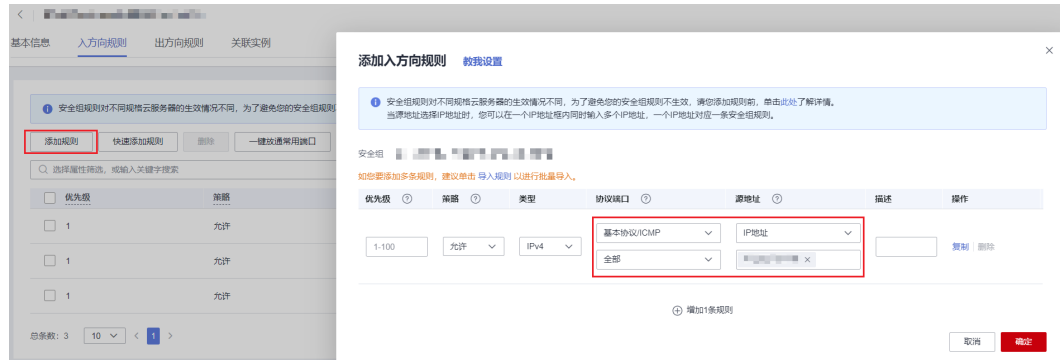 基本信息 入方向规则 出方向规则 关联实例
安全组规则对不同规格云服务器的生效情况不同，为了避免您的安全组规则
添加规则 快速添加规则 删除 一键放通常用端口
选择属性筛选，或输入关键字搜索
优先级 策略
1 允许
1 允许
1 允许
总条数：3 10 1
添加入方向规则 教我设置
安全组规则对不同规格云服务器的生效情况不同，为了避免您的安全组规则不生效，请您添加规则前，单击此处了解详情。
当源地址选择IP地址时，您可以在一个IP地址框内同时输入多个IP地址，一个IP地址对应一条安全组规则。
安全组
如您要添加多条规则，建议单击 导入规则 以进行批量导入。
优先级 策略 类型 协议端口 源地址 描述 操作
1-100 允许 IPv4 基本协议/ICMP IP地址 复制 删除
全部
增加1条规则
取消 确定